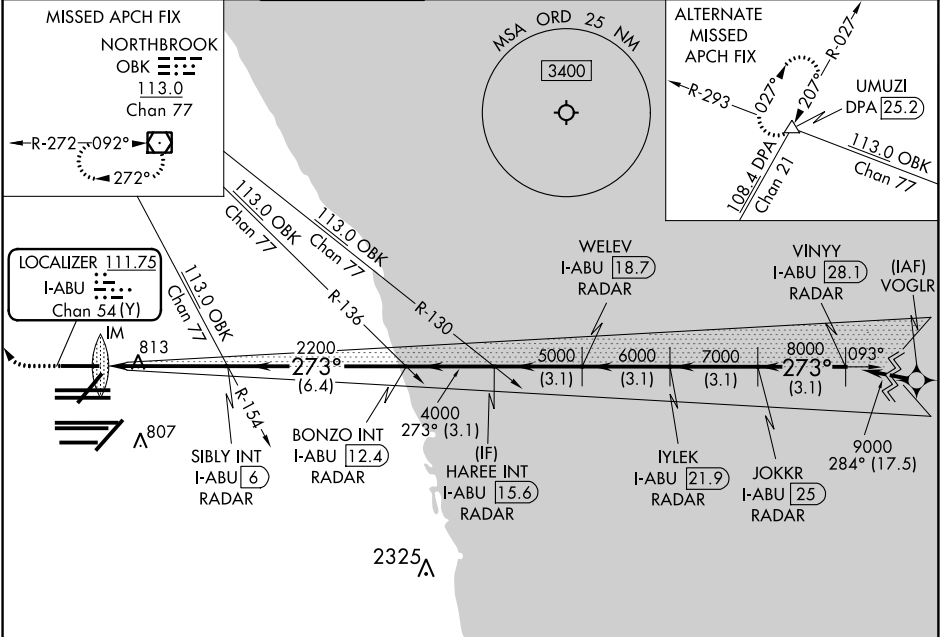 MISSED APCH FIX
NORTHBROOK
OBK
113.0
Chan 77
R-272
092°
272°
MSA ORD 25 NM
3400
ALTERNATE
MISSED
APCH FIX
R-027
R-293
027°
207°
UMUZI
DPA 25.2
108.4 DPA
Chan 21
113.0 OBK
Chan 77
LOCALIZER 111.75
I-ABU
Chan 54 (Y)
IM
813
807
113.0 OBK
Chan 77
R-154
113.0 OBK
Chan 77
R-136
113.0 OBK
Chan 77
R-130
2200
273°
(6.4)
4000
273° (3.1)
5000
(3.1)
6000
(3.1)
7000
(3.1)
8000
273°
(3.1)
093°
9000
284° (17.5)
WELEV
I-ABU 18.7
RADAR
VINYY
I-ABU 28.1
RADAR
(IAF)
VOGLR
SIBLY INT
I-ABU 6
RADAR
BONZO INT
I-ABU 12.4
RADAR
(IF)
HAREE INT
I-ABU 15.6
RADAR
IYLEK
I-ABU 21.9
RADAR
JOKKR
I-ABU 25
RADAR
2325